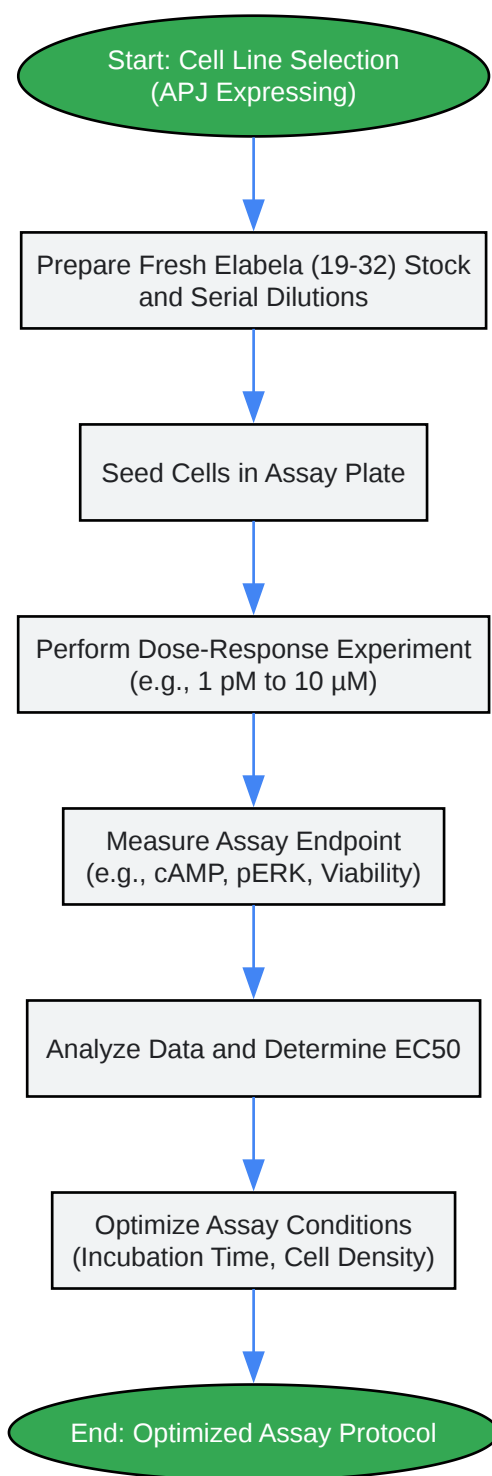 Start: Cell Line Selection
(APJ Expressing)
Prepare Fresh Elabela (19-32) Stock
and Serial Dilutions
Seed Cells in Assay Plate
Perform Dose-Response Experiment
(e.g., 1 pM to 10 µM)
Measure Assay Endpoint
(e.g., cAMP, pERK, Viability)
Analyze Data and Determine EC50
Optimize Assay Conditions
(Incubation Time, Cell Density)
End: Optimized Assay Protocol